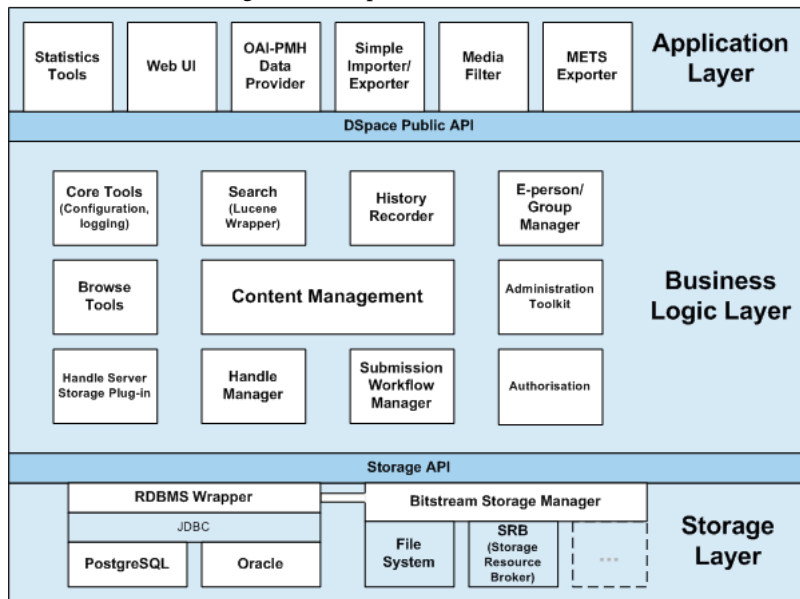 Statistics
Tools
Web UI
OAI-PMH
Data
Provider
Simple
Importer/
Exporter
Media
Filter
METS
Exporter
Application
Layer
DSpace Public API
Core Tools
(Configuration,
logging)
Search
(Lucene
Wrapper)
History
Recorder
E-person/
Group
Manager
Browse
Tools
Content Management
Administration
Toolkit
Business
Logic Layer
Handle Server
Storage Plug-in
Handle
Manager
Submission
Workflow
Manager
Authorisation
Storage API
RDBMS Wrapper
JDBC
PostgreSQL
Oracle
Bitstream Storage Manager
File
System
SRB
(Storage
Resource
Broker)
...
Storage
Layer